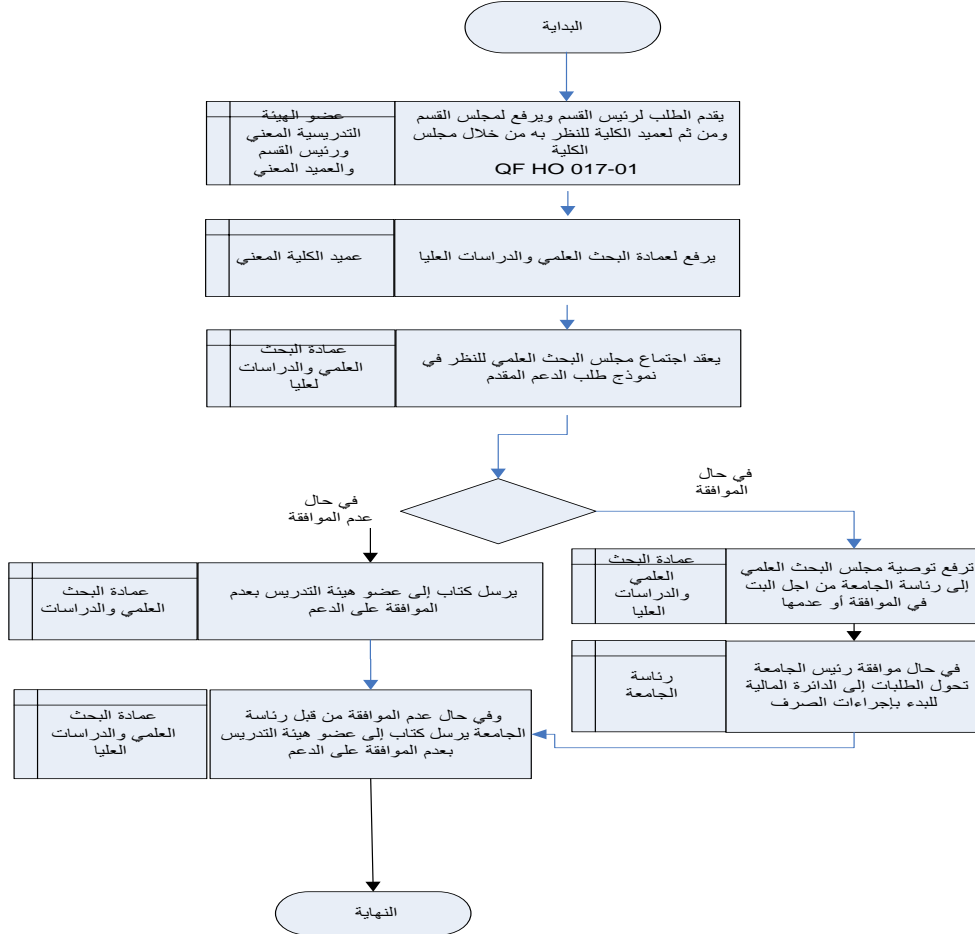 البداية
يقدم الطلب لرئيس القسم ويرفع لمجلس القسم
ومن ثم لعميد الكلية للنظر به من خلال مجلس
الكلية
QF HO 017-01
عضو الهيئة
التدريسية المعني
ورئيس القسم
والعميد المعني
يرفع لعمادة البحث العلمي والدراسات العليا
عميد الكلية المعني
يعقد اجتماع مجلس البحث العلمي للنظر في
نموذج طلب الدعم المقدم
عمادة البحث
العلمي والدراسات
لعليا
في حال
الموافقة
في حال
عدم الموافقة
ترفع توصية مجلس البحث العلمي
إلى رئاسة الجامعة من اجل البت
في الموافقة أو عدمها
عمادة البحث
العلمي
والدراسات
العليا
يرسل كتاب إلى عضو هيئة التدريس بعدم
الموافقة على الدعم
عمادة البحث
العلمي والدراسات
في حال موافقة رئيس الجامعة
تحول الطلبات إلى الدائرة المالية
للبدء بإجراءات الصرف
رئاسة
الجامعة
وفي حال عدم الموافقة من قبل رئاسة
الجامعة يرسل كتاب إلى عضو هيئة التدريس
بعدم الموافقة على الدعم
عمادة البحث
العلمي والدراسات
العليا
النهاية